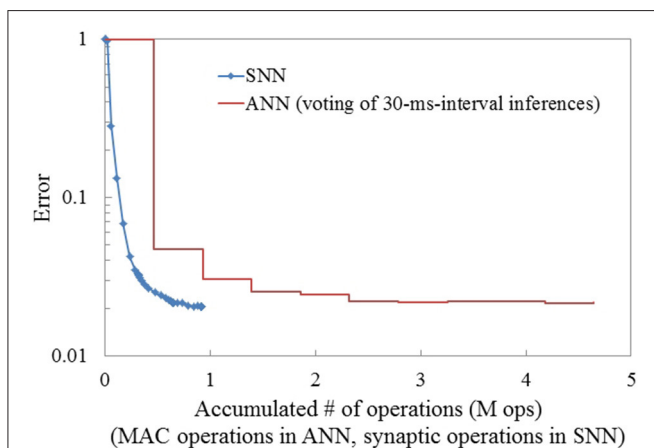 1
SNN
ANN (voting of 30-ms-interval inferences)
Error
0.1
0.01
0 1 2 3 4 5
Accumulated # of operations (M ops)
(MAC operations in ANN, synaptic operations in SNN)